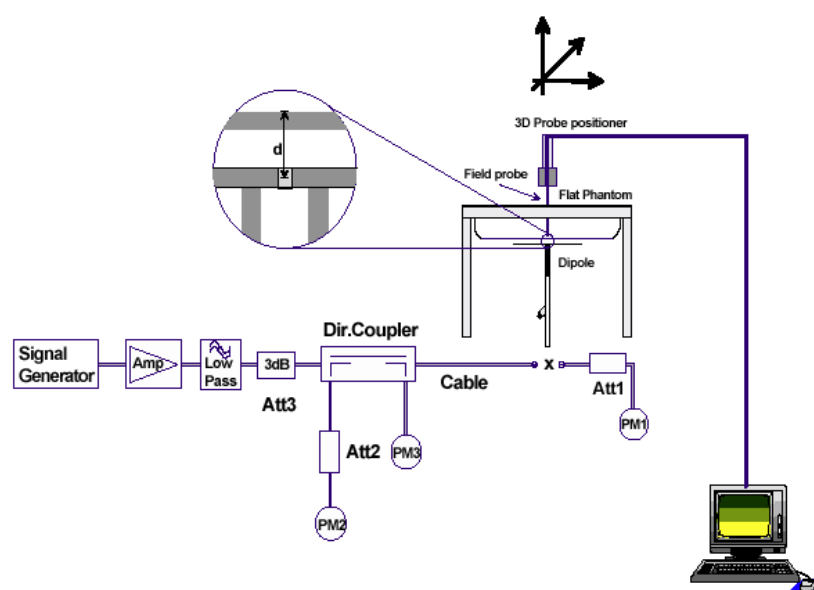 3D Probe positioner
d
Field probe
Flat Phantom
Dipole
Dir.Coupler
Signal
Generator
Amp
Low
Pass
3dB
Att3
Cable
x
Att1
PM1
Att2
PM3
PM2